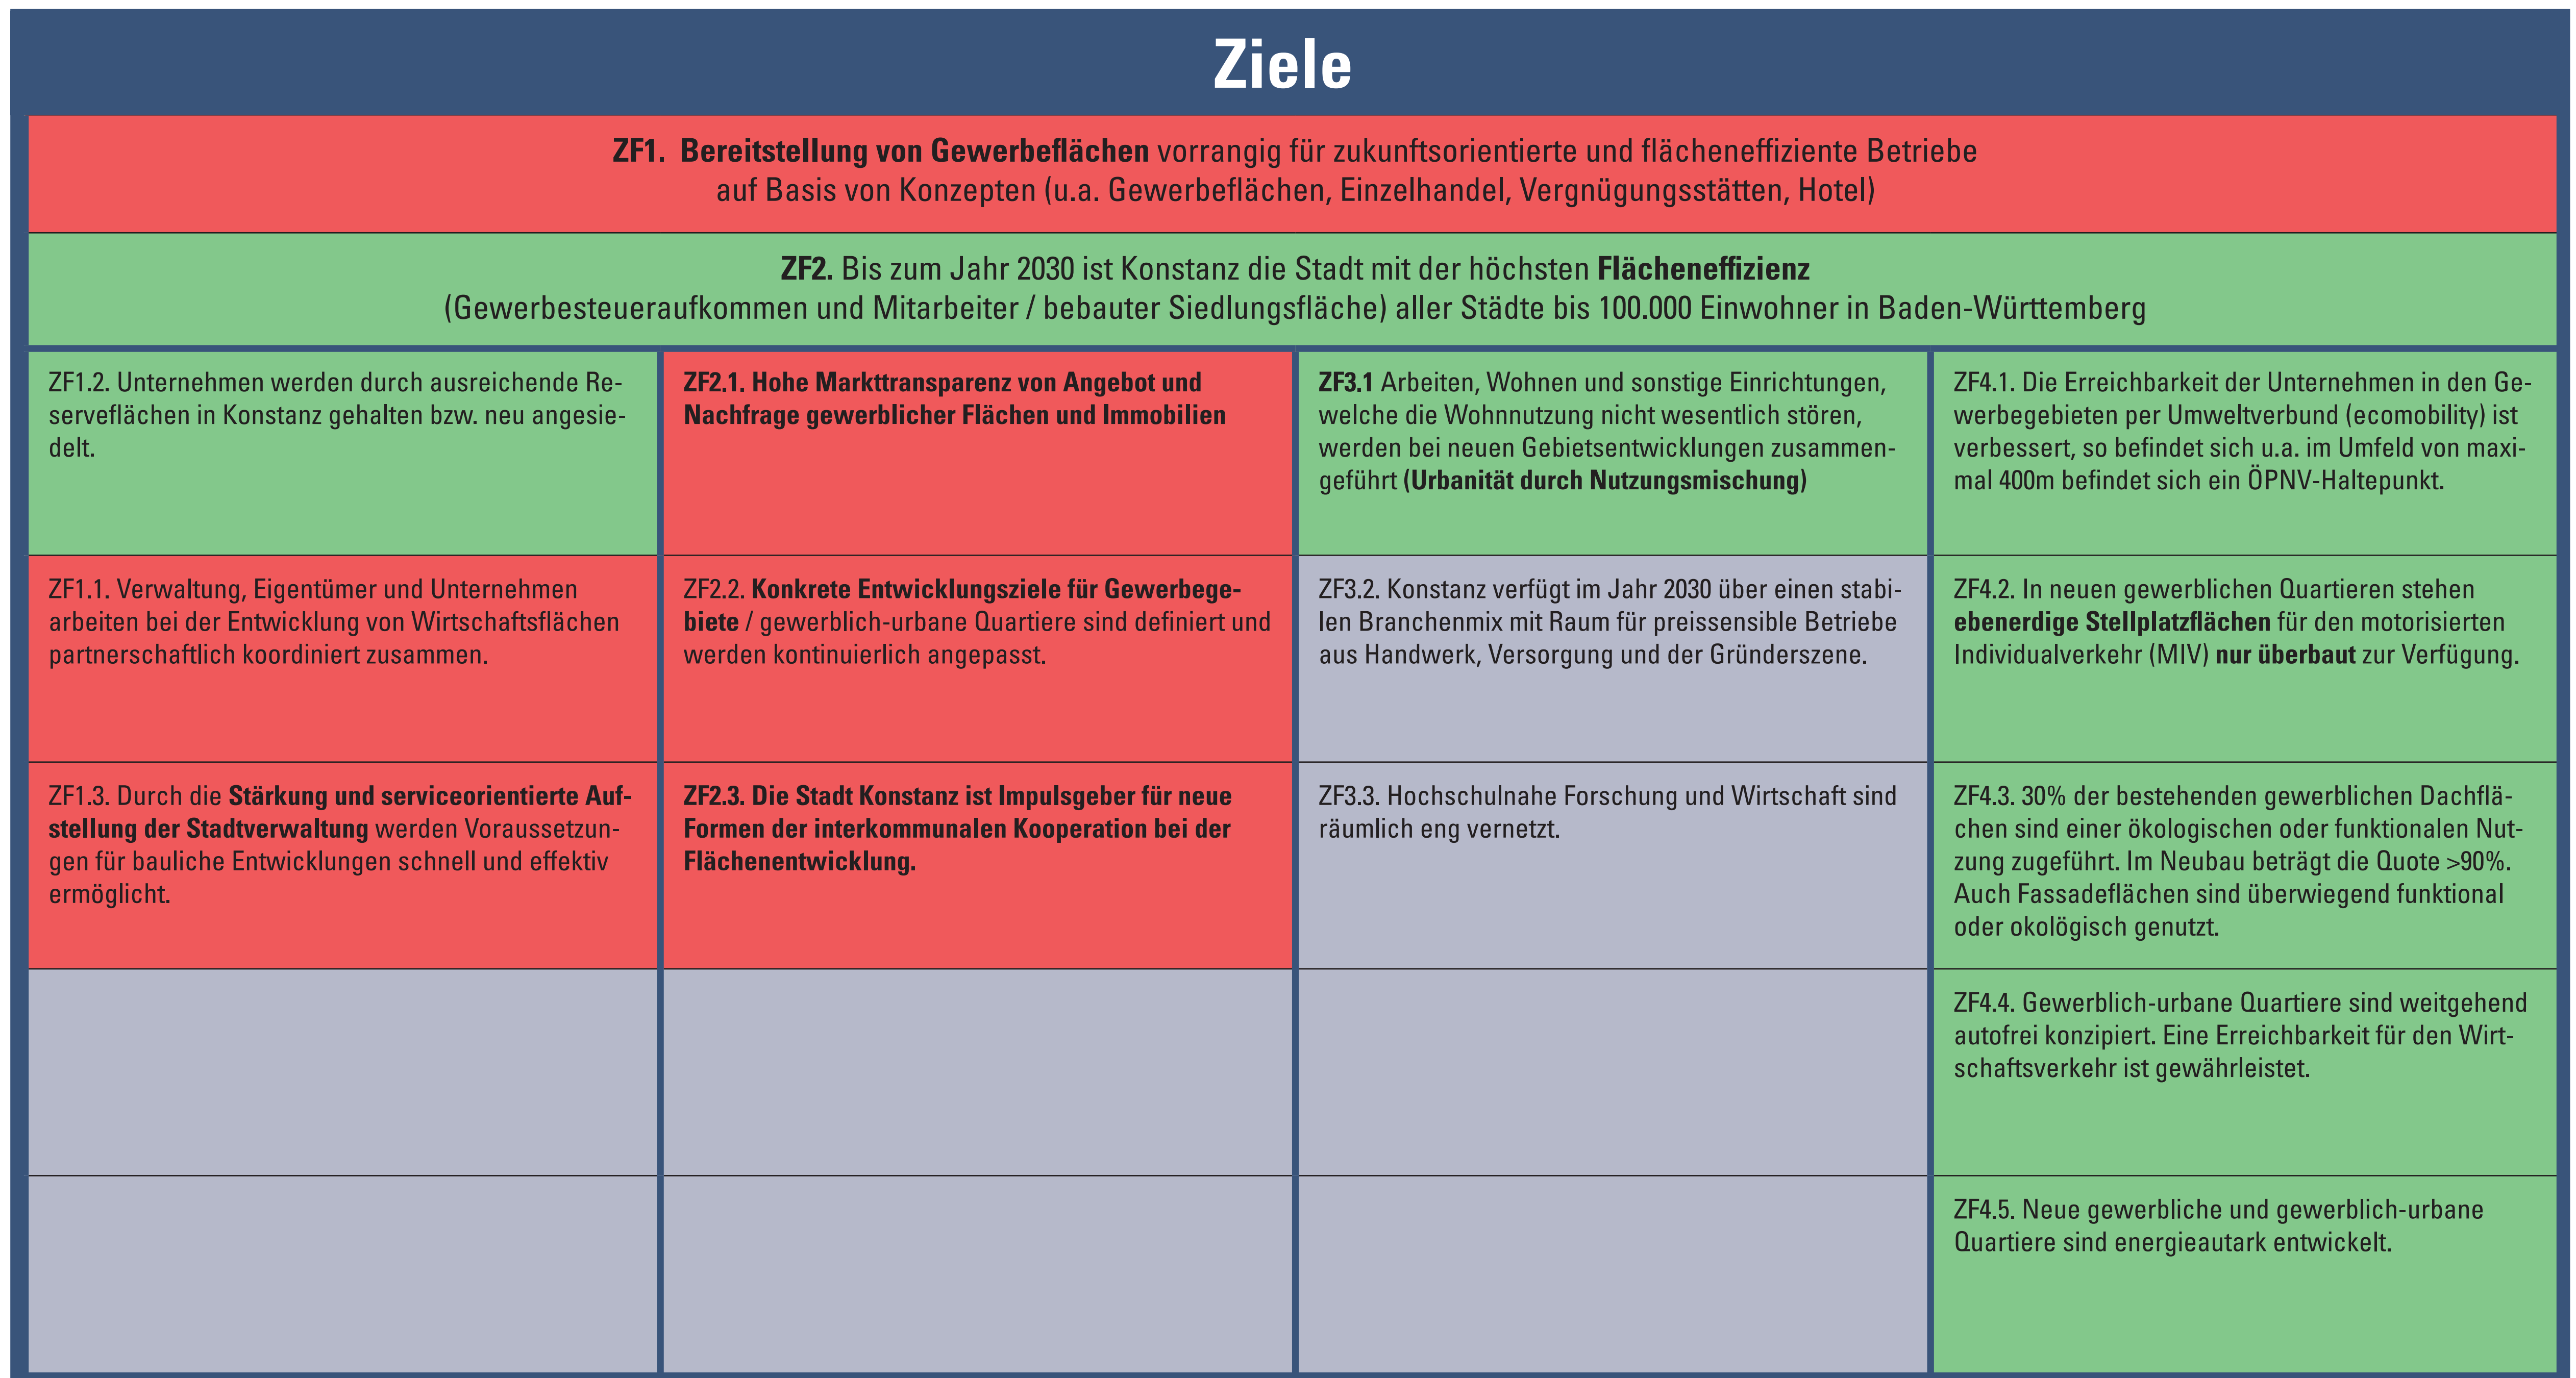 Ziele
ZF1. Bereitstellung von Gewerbeflächen vorrangig für zukunftsorientierte und flächeneffiziente Betriebe
auf Basis von Konzepten (u.a. Gewerbeflächen, Einzelhandel, Vergnügungsstätten, Hotel)
ZF2. Bis zum Jahr 2030 ist Konstanz die Stadt mit der höchsten Flächeneffizienz
(Gewerbesteueraufkommen und Mitarbeiter / bebauter Siedlungsfläche) aller Städte bis 100.000 Einwohner in Baden-Württemberg
ZF1.2. Unternehmen werden durch ausreichende Re-
serveflächen in Konstanz gehalten bzw. neu angesie-
delt.
ZF2.1. Hohe Markttransparenz von Angebot und
Nachfrage gewerblicher Flächen und Immobilien
ZF3.1 Arbeiten, Wohnen und sonstige Einrichtungen,
welche die Wohnnutzung nicht wesentlich stören,
werden bei neuen Gebietsentwicklungen zusammen-
geführt (Urbanität durch Nutzungsmischung)
ZF4.1. Die Erreichbarkeit der Unternehmen in den Ge-
werbegebieten per Umweltverbund (ecomobility) ist
verbessert, so befindet sich u.a. im Umfeld von maxi-
mal 400m befindet sich ein ÖPNV-Haltepunkt.
ZF1.1. Verwaltung, Eigentümer und Unternehmen
arbeiten bei der Entwicklung von Wirtschaftsflächen
partnerschaftlich koordiniert zusammen.
ZF2.2. Konkrete Entwicklungsziele für Gewerbege-
biete / gewerblich-urbane Quartiere sind definiert und
werden kontinuierlich angepasst.
ZF3.2. Konstanz verfügt im Jahr 2030 über einen stabi-
len Branchenmix mit Raum für preissensible Betriebe
aus Handwerk, Versorgung und der Gründerszene.
ZF4.2. In neuen gewerblichen Quartieren stehen
ebenerdige Stellplatzflächen für den motorisierten
Individualverkehr (MIV) nur überbaut zur Verfügung.
ZF1.3. Durch die Stärkung und serviceorientierte Auf-
stellung der Stadtverwaltung werden Voraussetzun-
gen für bauliche Entwicklungen schnell und effektiv
ermöglicht.
ZF2.3. Die Stadt Konstanz ist Impulsgeber für neue
Formen der interkommunalen Kooperation bei der
Flächenentwicklung.
ZF3.3. Hochschulnahe Forschung und Wirtschaft sind
räumlich eng vernetzt.
ZF4.3. 30% der bestehenden gewerblichen Dachflä-
chen sind einer ökologischen oder funktionalen Nut-
zung zugeführt. Im Neubau beträgt die Quote >90%.
Auch Fassadeflächen sind überwiegend funktional
oder okolögisch genutzt.
ZF4.4. Gewerblich-urbane Quartiere sind weitgehend
autofrei konzipiert. Eine Erreichbarkeit für den Wirt-
schaftsverkehr ist gewährleistet.
ZF4.5. Neue gewerbliche und gewerblich-urbane
Quartiere sind energieautark entwickelt.